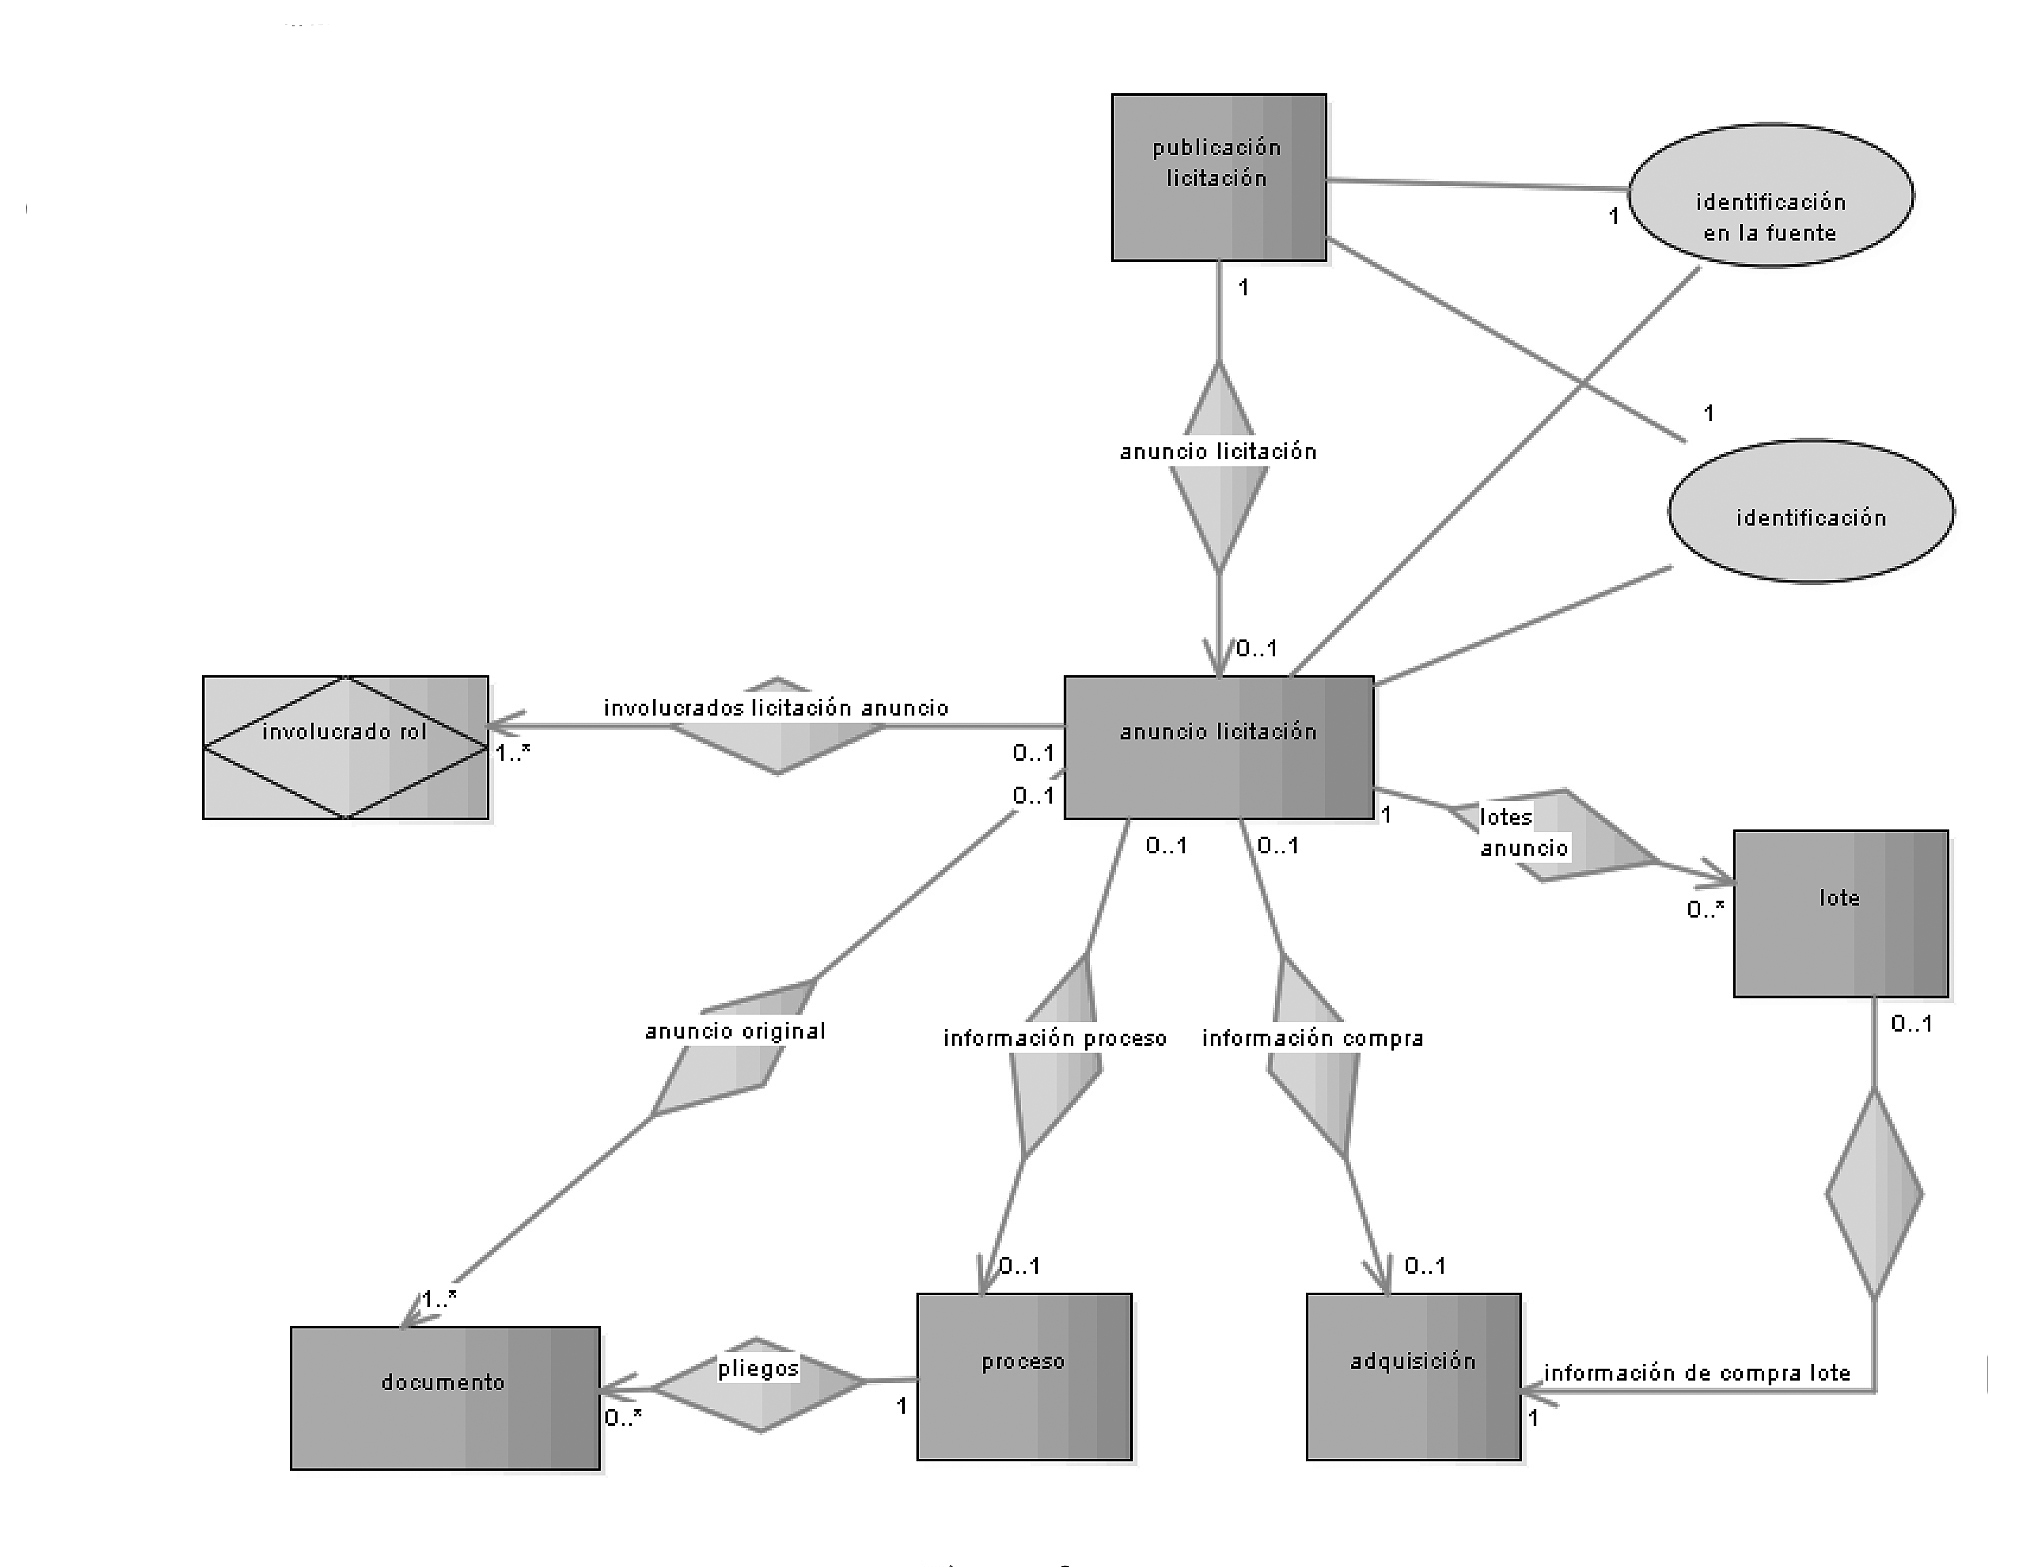 publicación
licitación
identificación
en la fuente
1
1
1
anuncio licitación
identificación
0..1
involucrado rol
involucrados licitación anuncio
anuncio licitación
1..*
0..1
0..1
1
lotes
anuncio
0..1
0..1
lote
0..*
0..1
anuncio original
información proceso
información compra
0..1
0..1
1..*
documento
pliegos
proceso
adquisición
información de compra lote
0..*
1
1